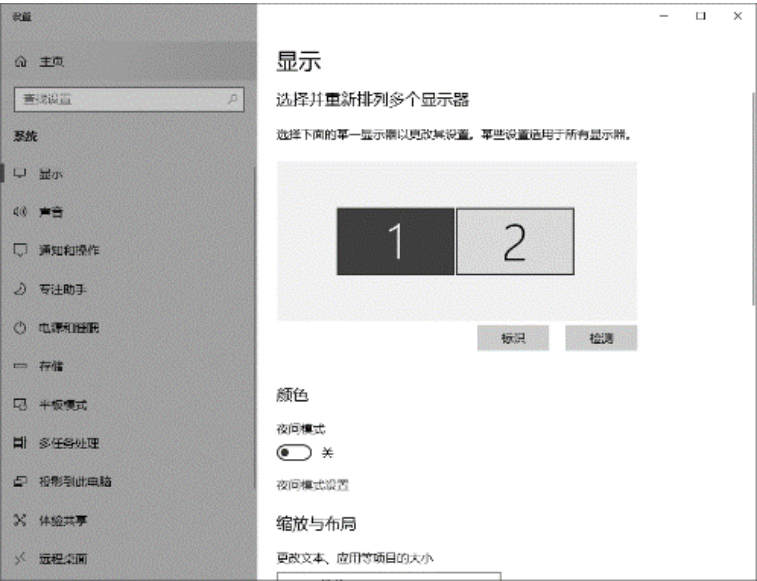 设置
主页
查找设置
系统
显示
声音
通知和操作
专注助手
电源和睡眠
存储
平板模式
多任务处理
投影到此电脑
体验共享
远程桌面
显示
选择并重新排列多个显示器
选择下面的某一显示器以更改其设置。某些设置适用于所有显示器。
1
2
标识
检测
颜色
夜间模式
关
夜间模式设置
缩放与布局
更改文本、应用等项目的大小